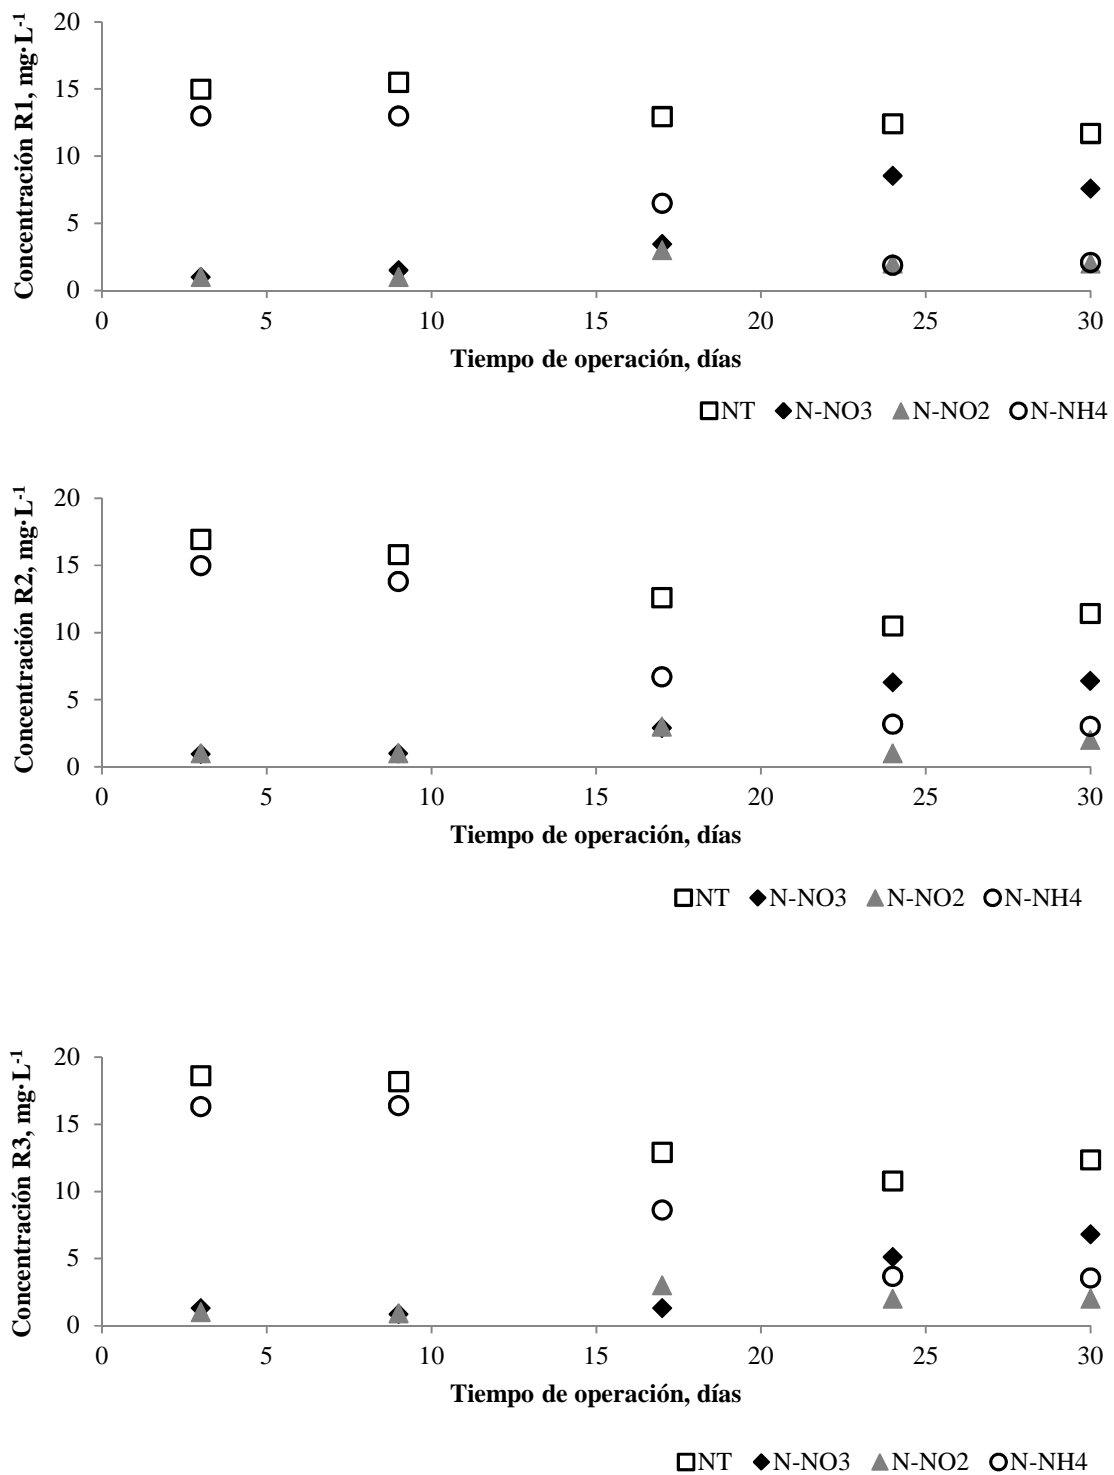 Concentración R1, mg·L-1
20
15
10
5
0
0 5 10 15 20 25 30
Tiempo de operación, días
NT N-NO3 N-NO2 N-NH4
Concentración R2, mg·L-1
20
15
10
5
0
0 5 10 15 20 25 30
Tiempo de operación, días
NT N-NO3 N-NO2 N-NH4
Concentración R3, mg·L-1
20
15
10
5
0
0 5 10 15 20 25 30
Tiempo de operación, días
NT N-NO3 N-NO2 N-NH4